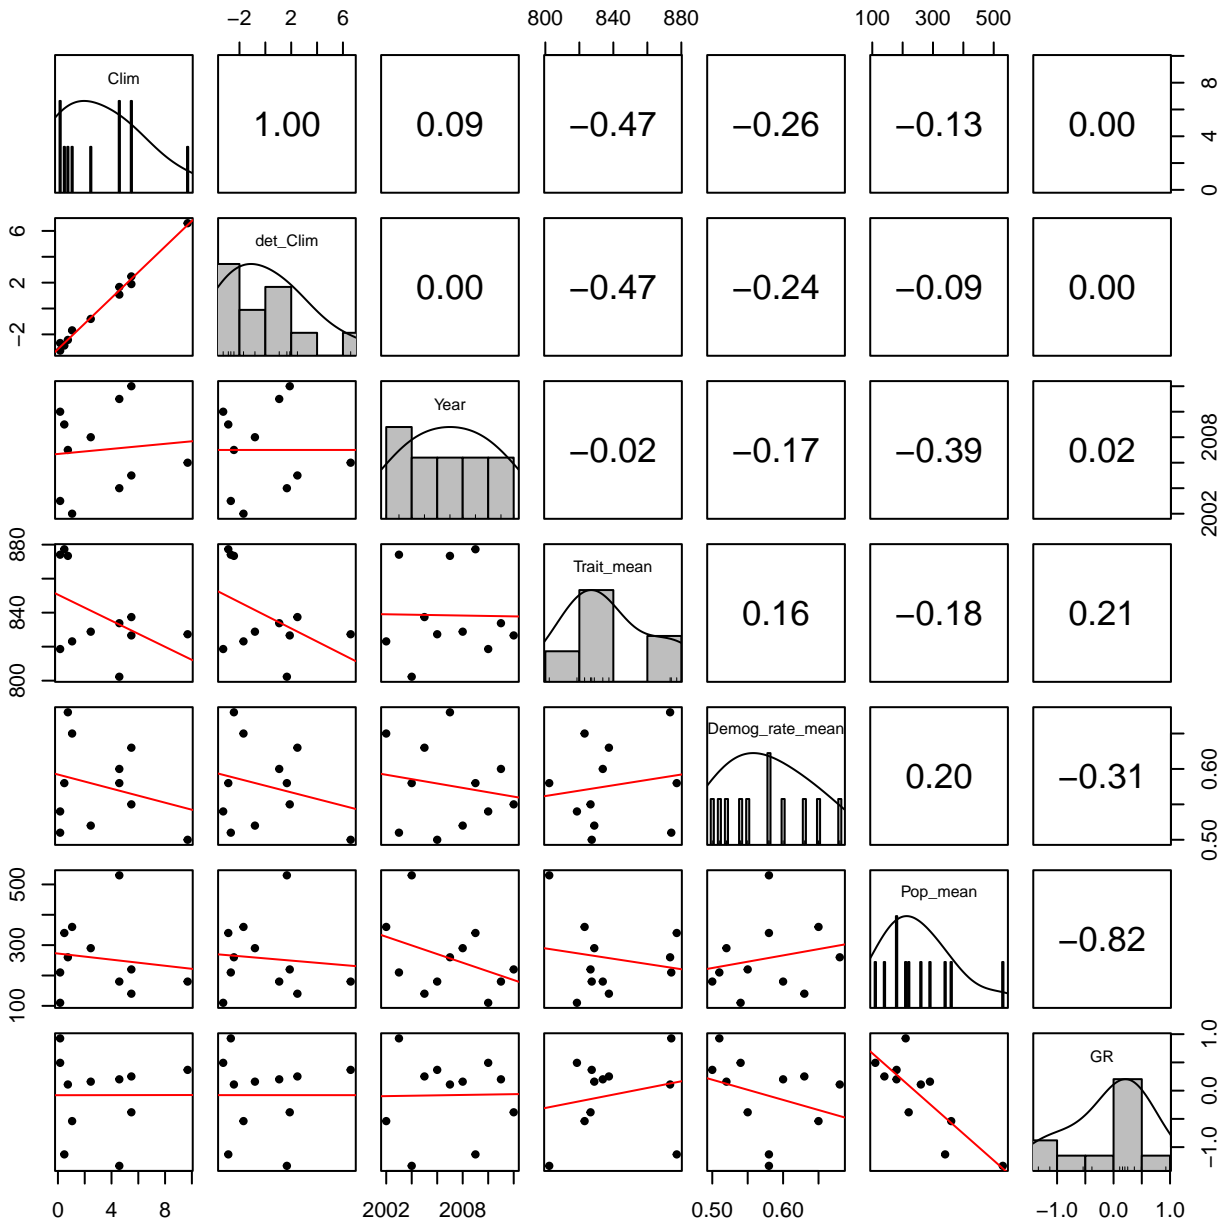 −2 2 6 800 840 880 100 300 500
Clim 1.00 0.09 −0.47 −0.26 −0.13 0.00 0 4 8
−2 2 6 det_Clim 0.00 −0.47 −0.24 −0.09 0.00
Year −0.02 −0.17 −0.39 0.02 2002 2008
800 840 880 Trait_mean 0.16 −0.18 0.21
Demog_rate_mean 0.20 −0.31 0.50 0.60
100 300 500 Pop_mean −0.82
GR −1.0 0.0 1.0
0 4 8 2002 2008 0.50 0.60 −1.0 0.0 1.0